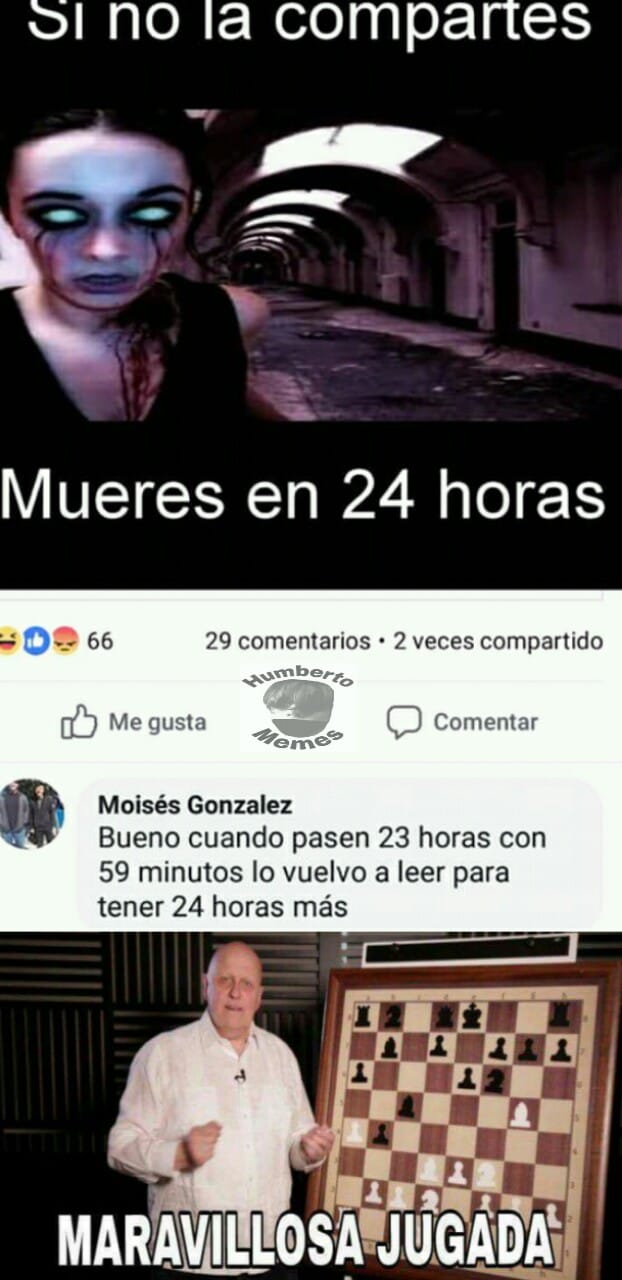 Si no la compartes
Mueres en 24 horas
66
29 comentarios • 2 veces compartido
Humberto
Memes
Me gusta
Comentar
Moisés Gonzalez
Bueno cuando pasen 23 horas con
59 minutos lo vuelvo a leer para
tener 24 horas más
MARAVILLOSA JUGADA